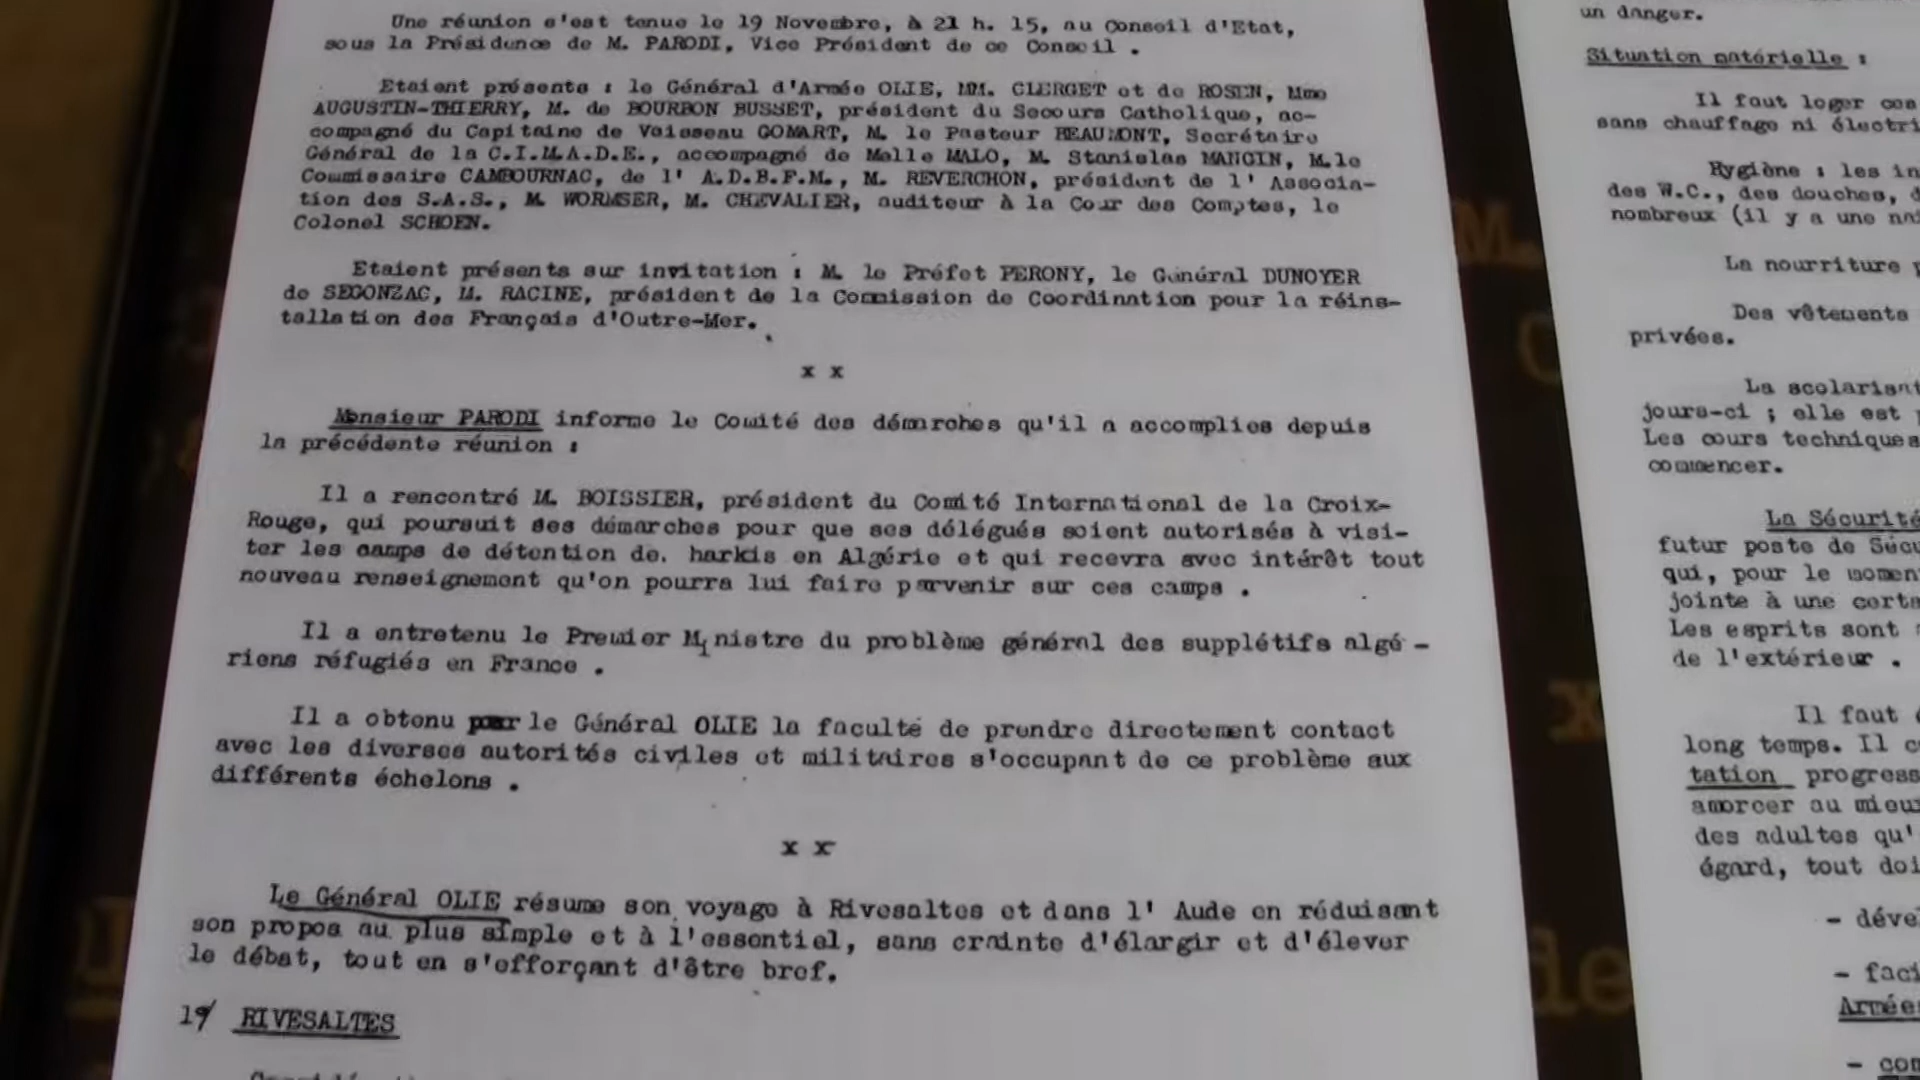 Une réunion s'est tenue le 19 Novembre, à 21 h. 15, au Conseil d'Etat,
sous la Présidence de M. PARODI, Vice Président de ce Conseil .
Etaient présents : le Général d'Armée OLIE, MM. CLERGET et de ROSEN, Mme
AUGUSTIN-THIERRY, M. de BOURBON BUSSET, président du Secours Catholique, ac-
compagné du Capitaine de Vaisseau GOMART, M. le Pasteur BEAUMONT, Secrétaire
Général de la C.I.M.A.D.E., accompagné de Melle MALO, M. Stanislas MANGIN, M.le
Commissaire CAMBOURNAC, de l' A.D.B.F.M., M. REVERCHON, président de l' Associa-
tion des S.A.S., M. WORMSER, M. CHEVALIER, auditeur à la Cour des Comptes, le
Colonel SCHOEN.
Etaient présents sur invitation : M. le Préfet PERONY, le Général DUNOYER
de SEGONZAC, M. RACINE, président de la Commission de Coordination pour la réins-
tallation des Français d'Outre-Mer.
x x
Monsieur PARODI informe le Comité des démarches qu'il a accomplies depuis
la précédente réunion :
Il a rencontré M. BOISSIER, président du Comité International de la Croix-
Rouge, qui poursuit ses démarches pour que ses délégués soient autorisés à visi-
ter les camps de détention de. harkis en Algérie et qui recevra avec intérêt tout
nouveau renseignement qu'on pourra lui faire parvenir sur ces camps .
Il a entretenu le Premier Ministre du problème général des supplétifs algé -
riens réfugiés en France .
Il a obtenu pour le Général OLIE la faculté de prendre directement contact
avec les diverses autorités civiles et militaires s'occupant de ce problème aux
différents échelons .
x x
Le Général OLIE résume son voyage à Rivesaltes et dans l' Aude en réduisant
son propos au plus simple et à l'essentiel, sans crainte d'élargir et d'élever
le débat, tout en s'efforçant d'être bref.
1°/ RIVESALTES
un danger.
Situation matérielle :
Il faut loger ces
sans chauffage ni électri
Hygiène : les in
des W.C., des douches, d
nombreux (il y a une nai
La nourriture p
Des vêtements
privées.
La scolarisat
jours-ci ; elle est p
Les cours techniques
commencer.
La Sécurité
futur poste de Sécu
qui, pour le momen
jointe à une certa
Les esprits sont
de l'extérieur .
Il faut
long temps. Il
tation progress
amorcer au mieu
des adultes qu'
égard, tout doi
- déve
- faci
Armée
- com